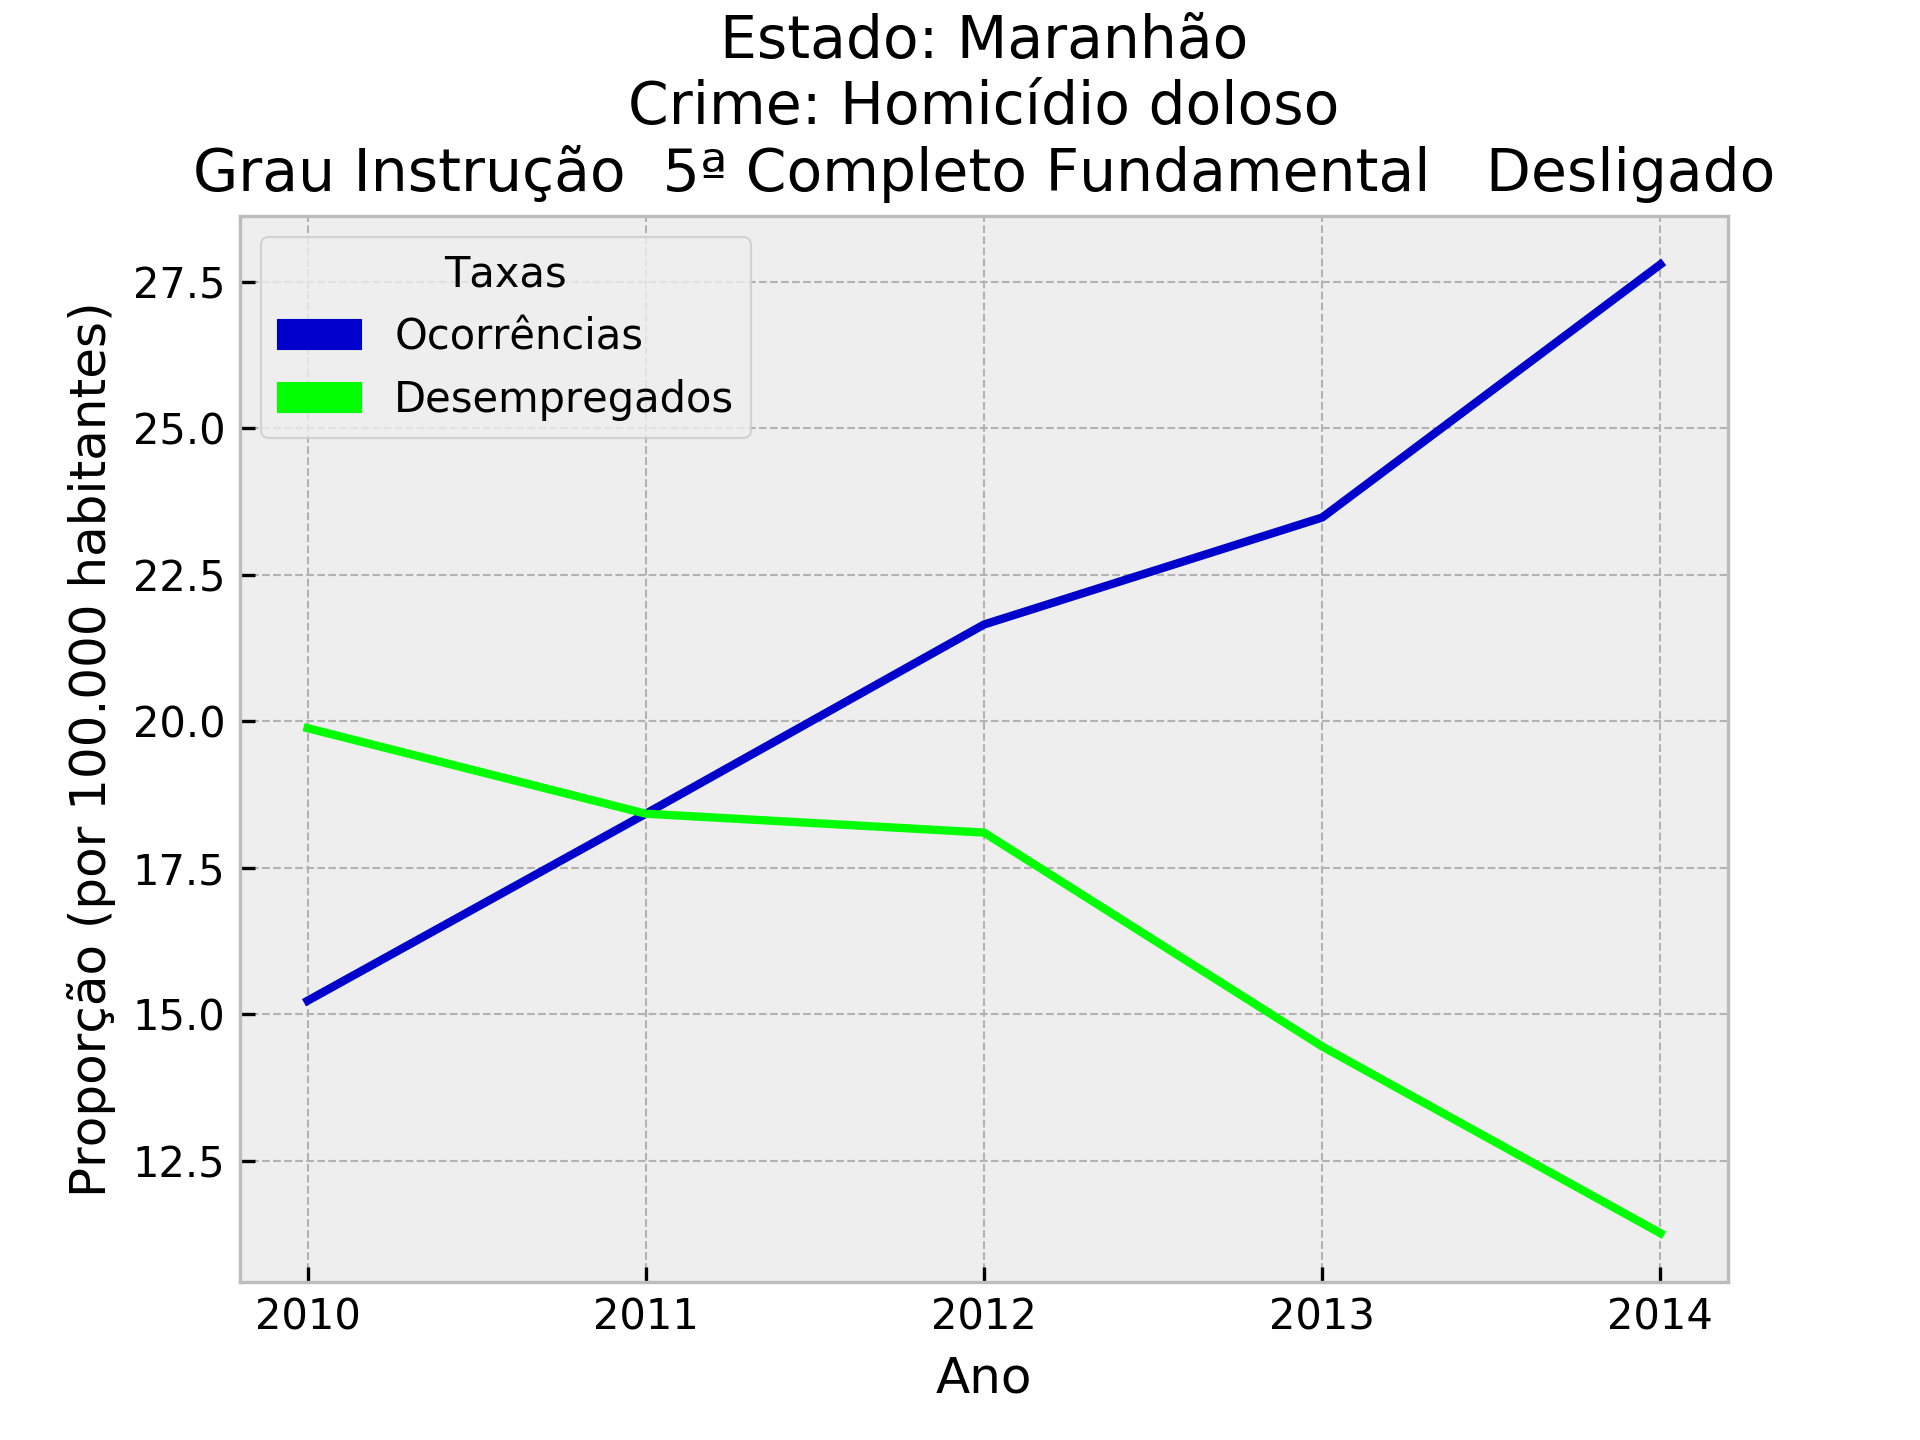 Estado: Maranhão
Crime: Homicídio doloso
Grau Instrução  5ª Completo Fundamental   Desligado
Taxas
Ocorrências
Desempregados
Proporção (por 100.000 habitantes)
27.5
25.0
22.5
20.0
17.5
15.0
12.5
2010 2011 2012 2013 2014
Ano